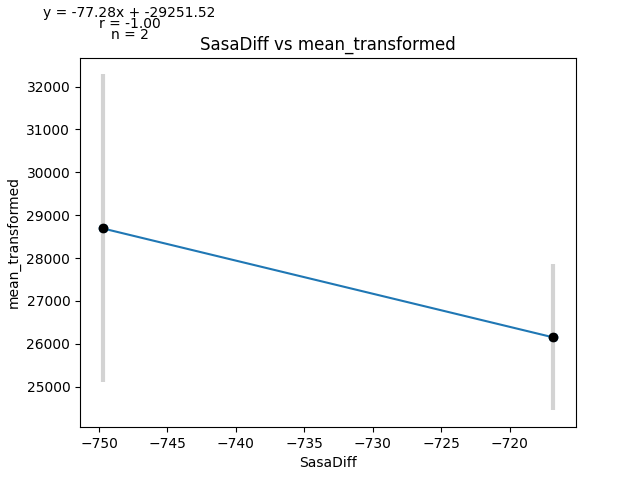 y = -77.28x + -29251.52
r = -1.00
n = 2
SasaDiff vs mean_transformed
32000
31000
30000
29000
28000
27000
26000
25000
mean_transformed
−750
−745
−740
−735
−730
−725
−720
SasaDiff